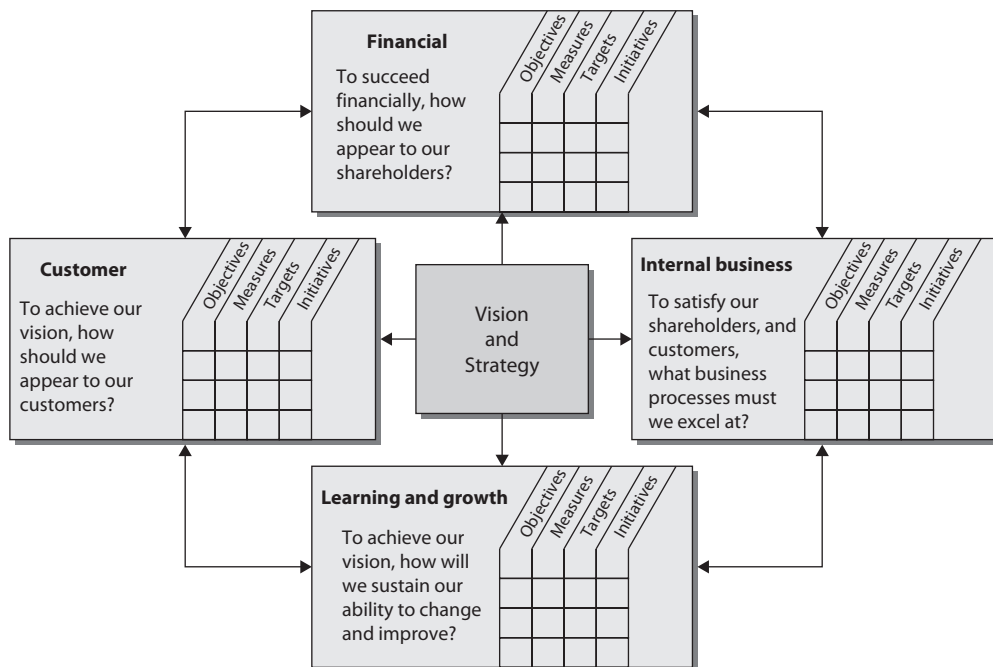 Financial
To succeed
financially, how
should we
appear to our
shareholders?
Objectives
Measures
Targets
Initiatives
Customer
To achieve our
vision, how
should we
appear to our
customers?
Objectives
Measures
Targets
Initiatives
Vision
and
Strategy
Internal business
To satisfy our
shareholders, and
customers,
what business
processes must
we excel at?
Objectives
Measures
Targets
Initiatives
Learning and growth
To achieve our
vision, how will
we sustain our
ability to change
and improve?
Objectives
Measures
Targets
Initiatives